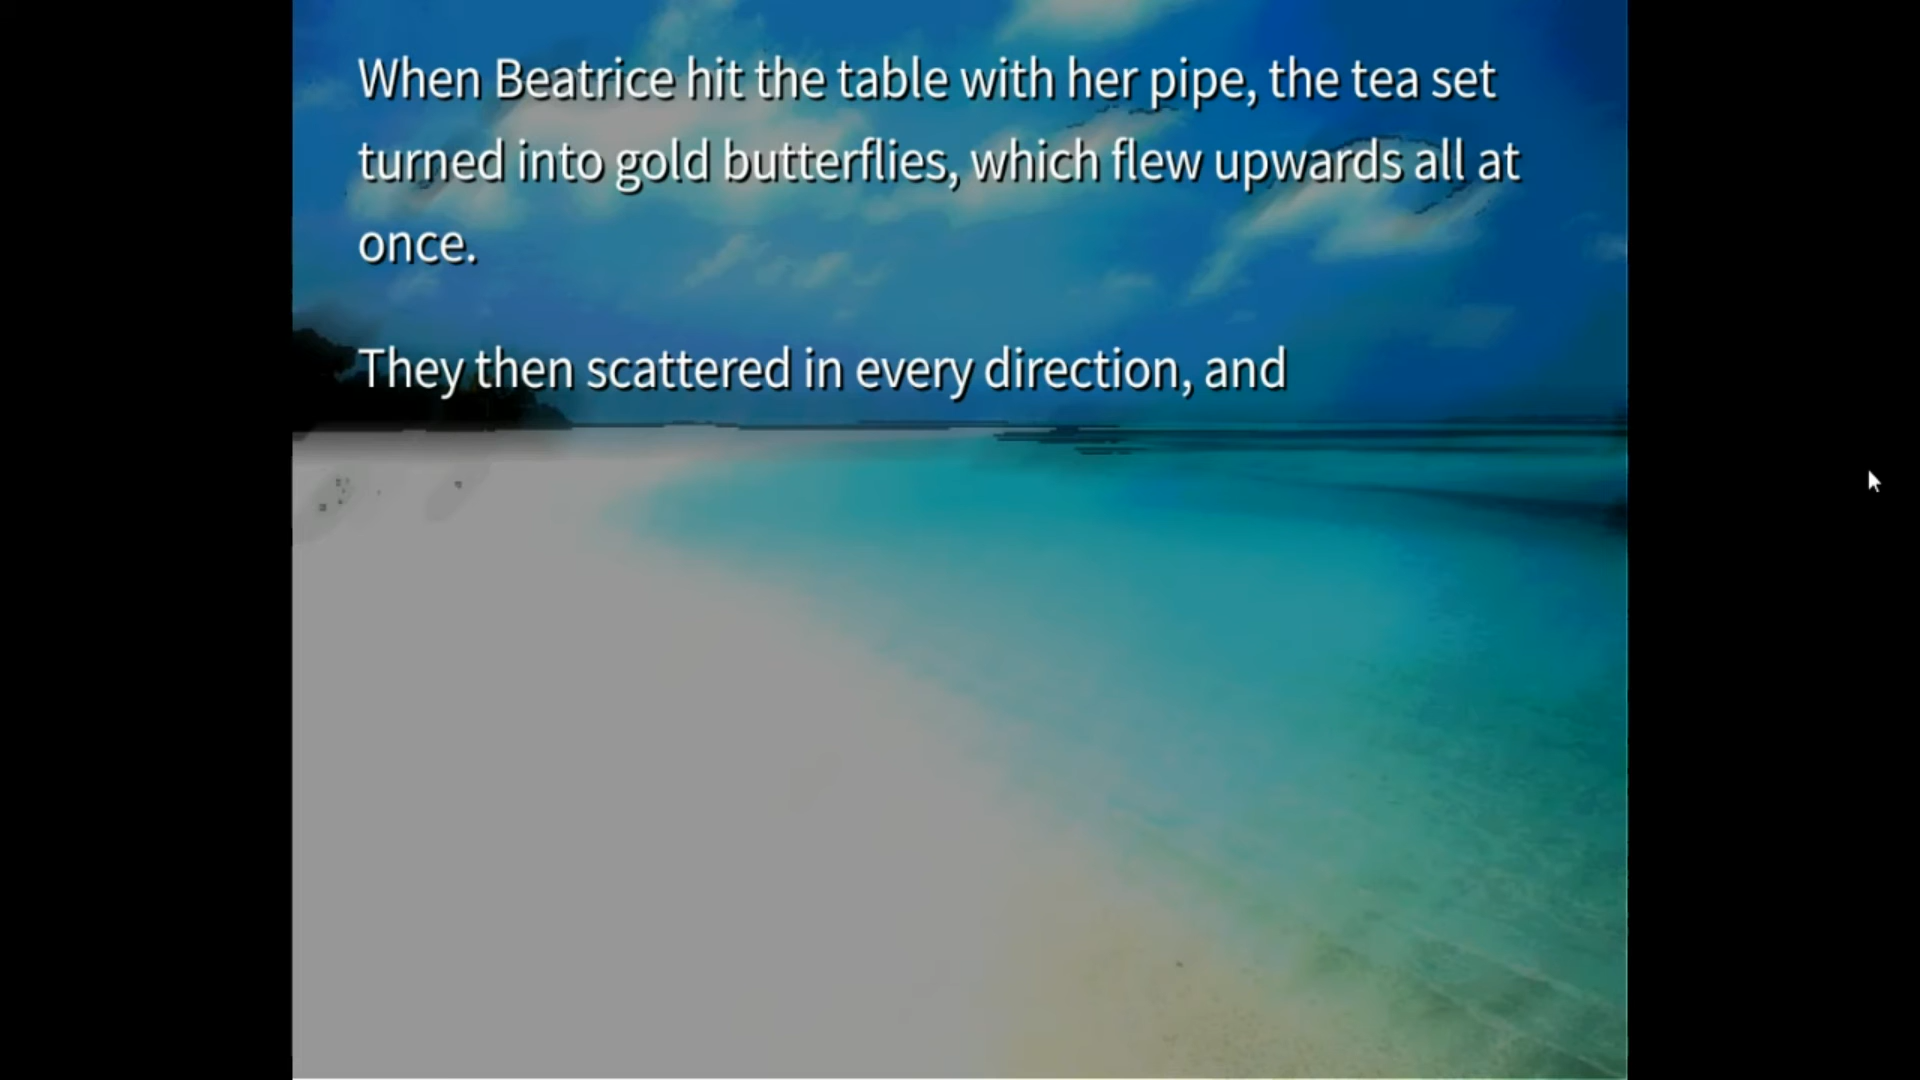 When Beatrice hit the table with her pipe, the tea set
turned into gold butterflies, which flew upwards all at
once.
They then scattered in every direction, and